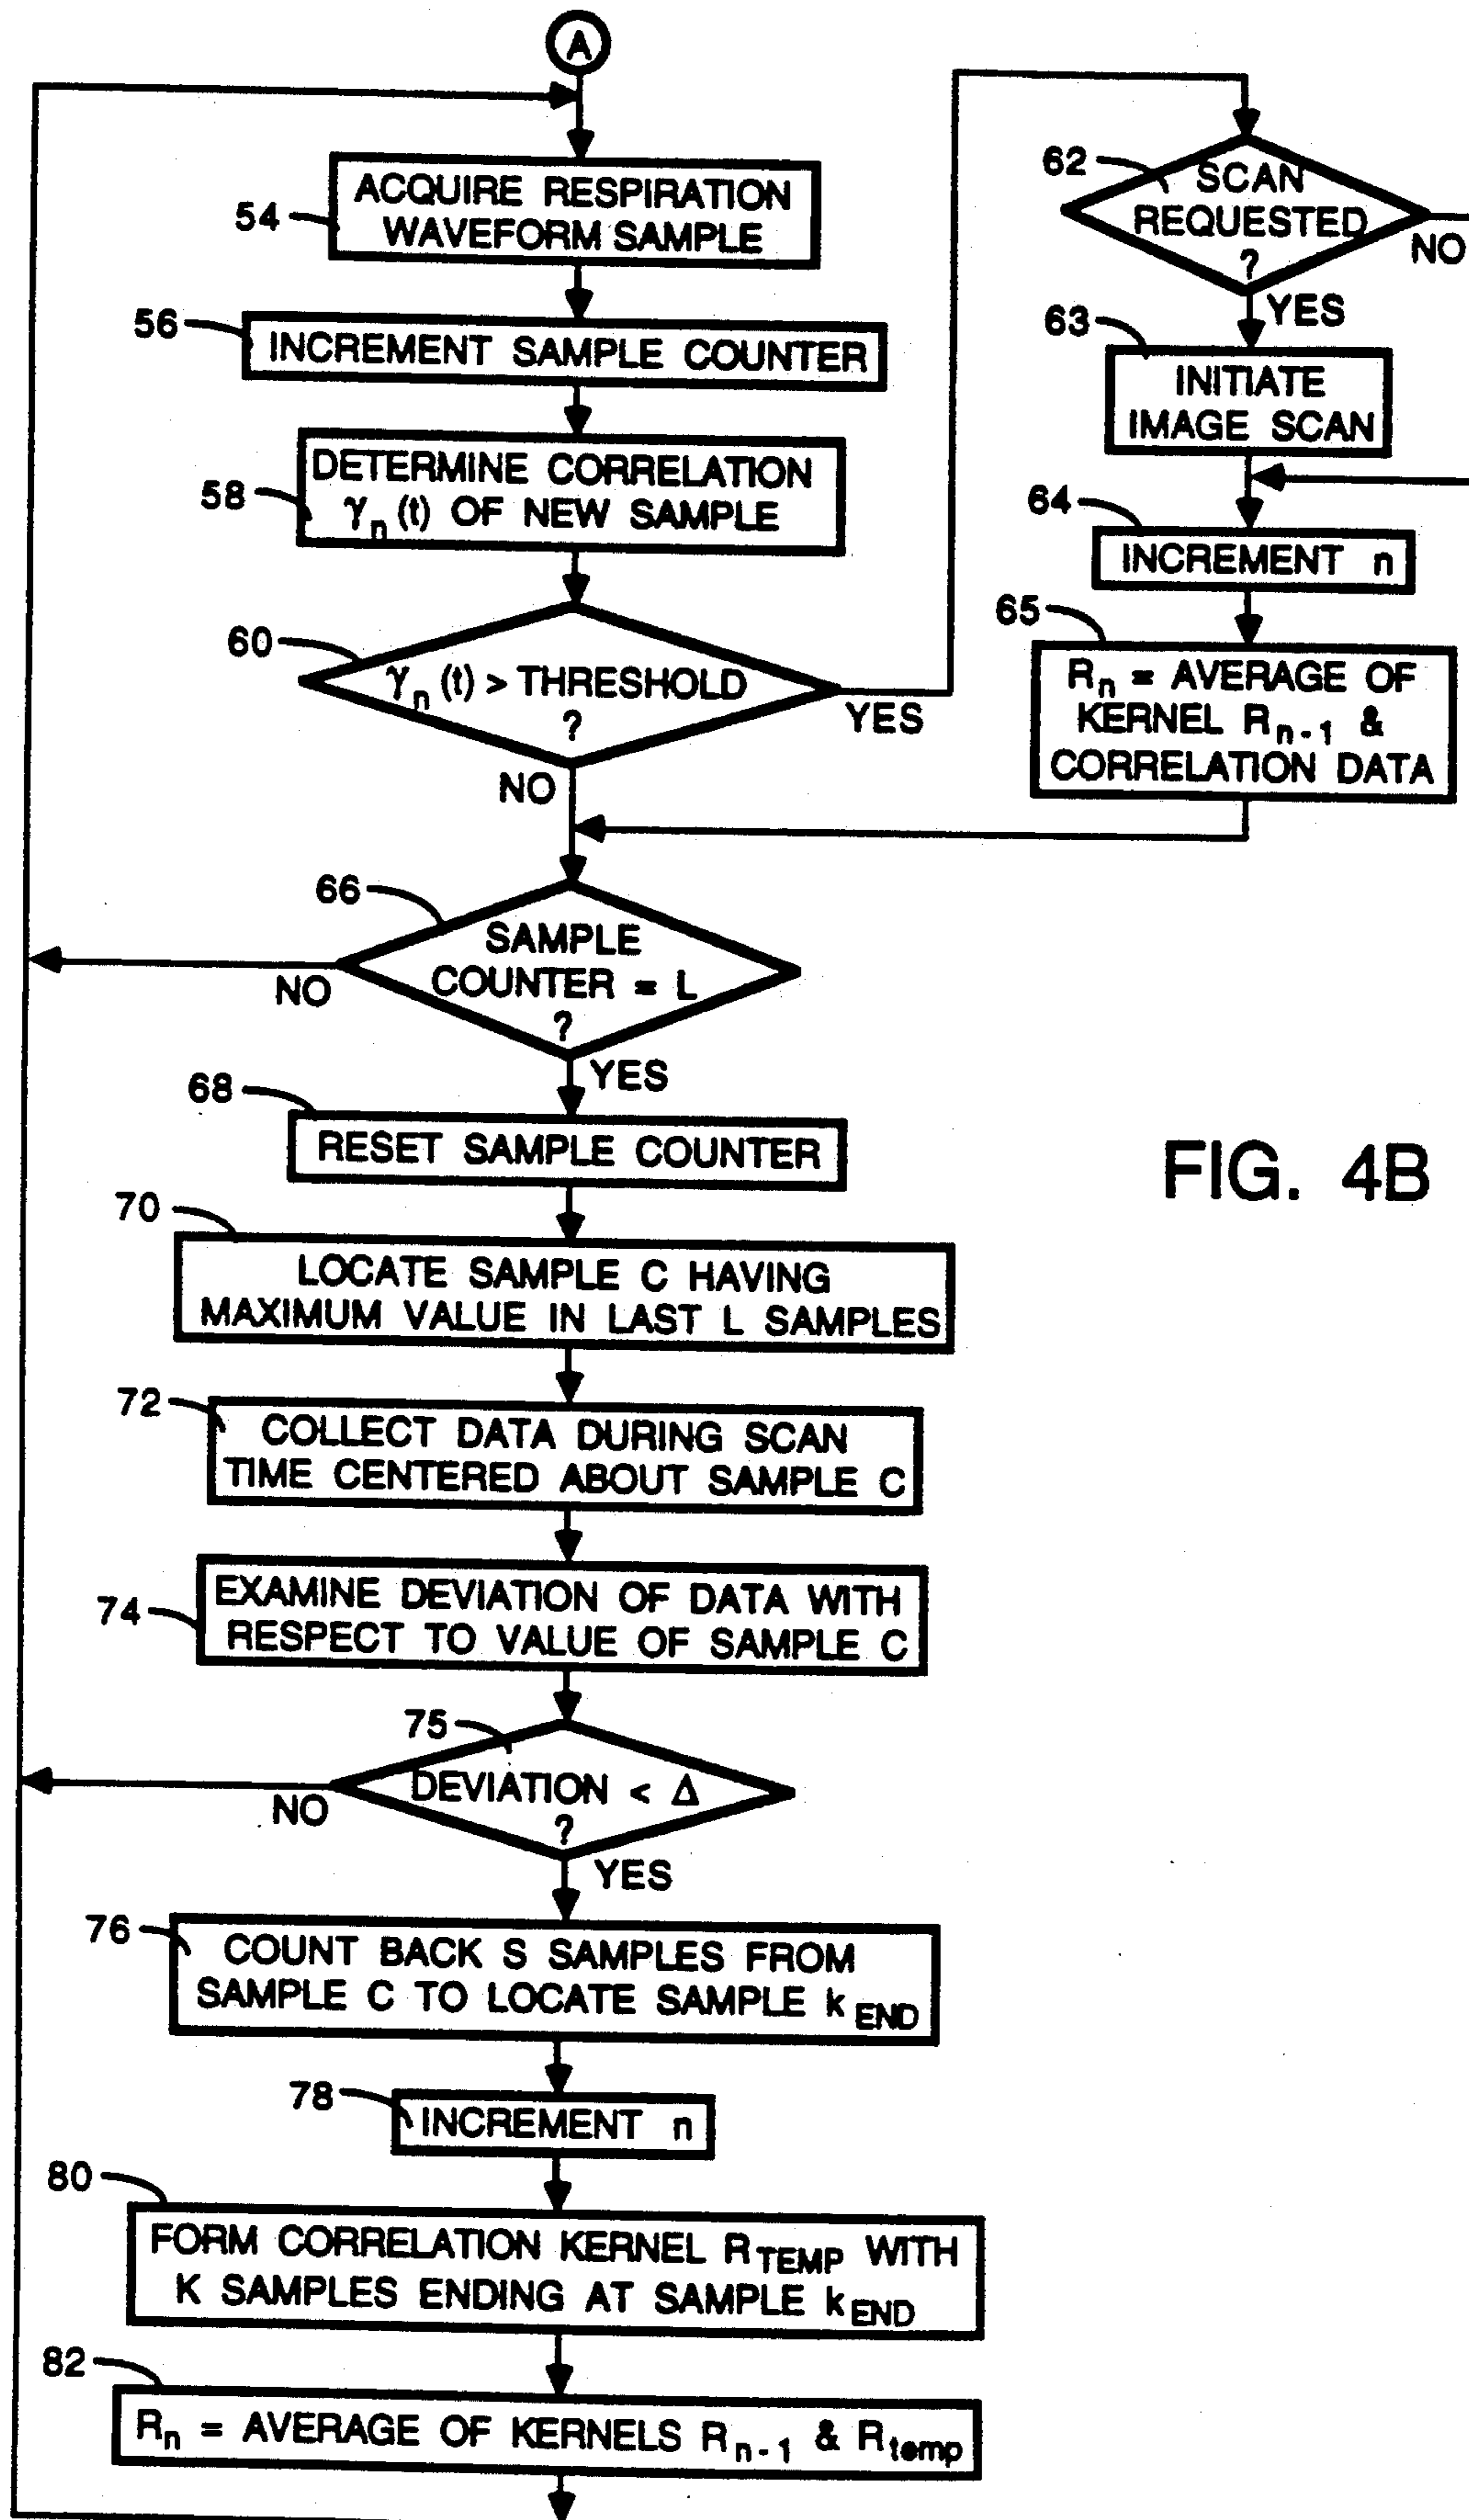 A
54
ACQUIRE RESPIRATION
WAVEFORM SAMPLE
56
INCREMENT SAMPLE COUNTER
58
DETERMINE CORRELATION
γn (t) OF NEW SAMPLE
60
γn (t) > THRESHOLD
?
YES
NO
62
SCAN
REQUESTED
?
NO
YES
63
INITIATE
IMAGE SCAN
64
INCREMENT n
65
Rn = AVERAGE OF
KERNEL Rn-1 &
CORRELATION DATA
66
SAMPLE
COUNTER = L
?
NO
YES
68
RESET SAMPLE COUNTER
FIG. 4B
70
LOCATE SAMPLE C HAVING
MAXIMUM VALUE IN LAST L SAMPLES
72
COLLECT DATA DURING SCAN
TIME CENTERED ABOUT SAMPLE C
74
EXAMINE DEVIATION OF DATA WITH
RESPECT TO VALUE OF SAMPLE C
75
DEVIATION < Δ
?
NO
YES
76
COUNT BACK S SAMPLES FROM
SAMPLE C TO LOCATE SAMPLE kEND
78
INCREMENT n
80
FORM CORRELATION KERNEL RTEMP WITH
K SAMPLES ENDING AT SAMPLE kEND
82
Rn = AVERAGE OF KERNELS Rn-1 & Rtemp